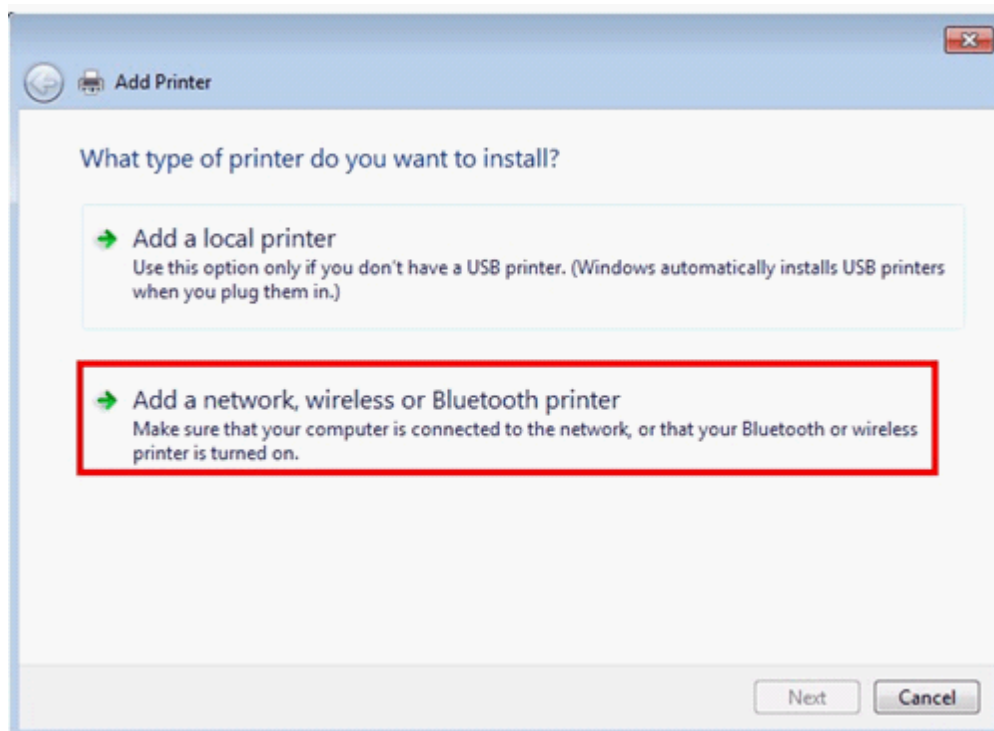 Add Printer
What type of printer do you want to install?
Add a local printer
Use this option only if you don't have a USB printer. (Windows automatically installs USB printers
when you plug them in.)
Add a network, wireless or Bluetooth printer
Make sure that your computer is connected to the network, or that your Bluetooth or wireless
printer is turned on.
Next
Cancel